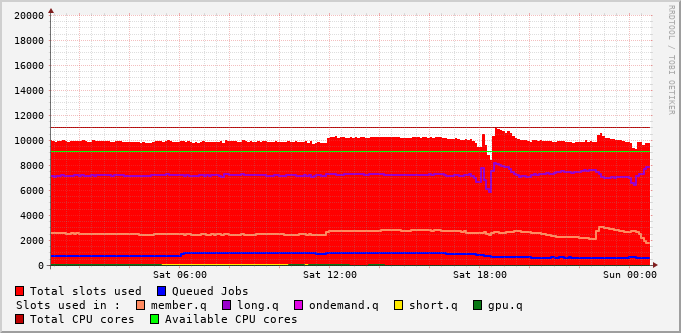 RRDTOOL / TOBI OETIKER
20000
18000
16000
14000
12000
10000
8000
6000
4000
2000
0
Sat 06:00 Sat 12:00 Sat 18:00 Sun 00:00
Total slots used Queued Jobs
Slots used in : member.q long.q ondemand.q short.q gpu.q
Total CPU cores Available CPU cores